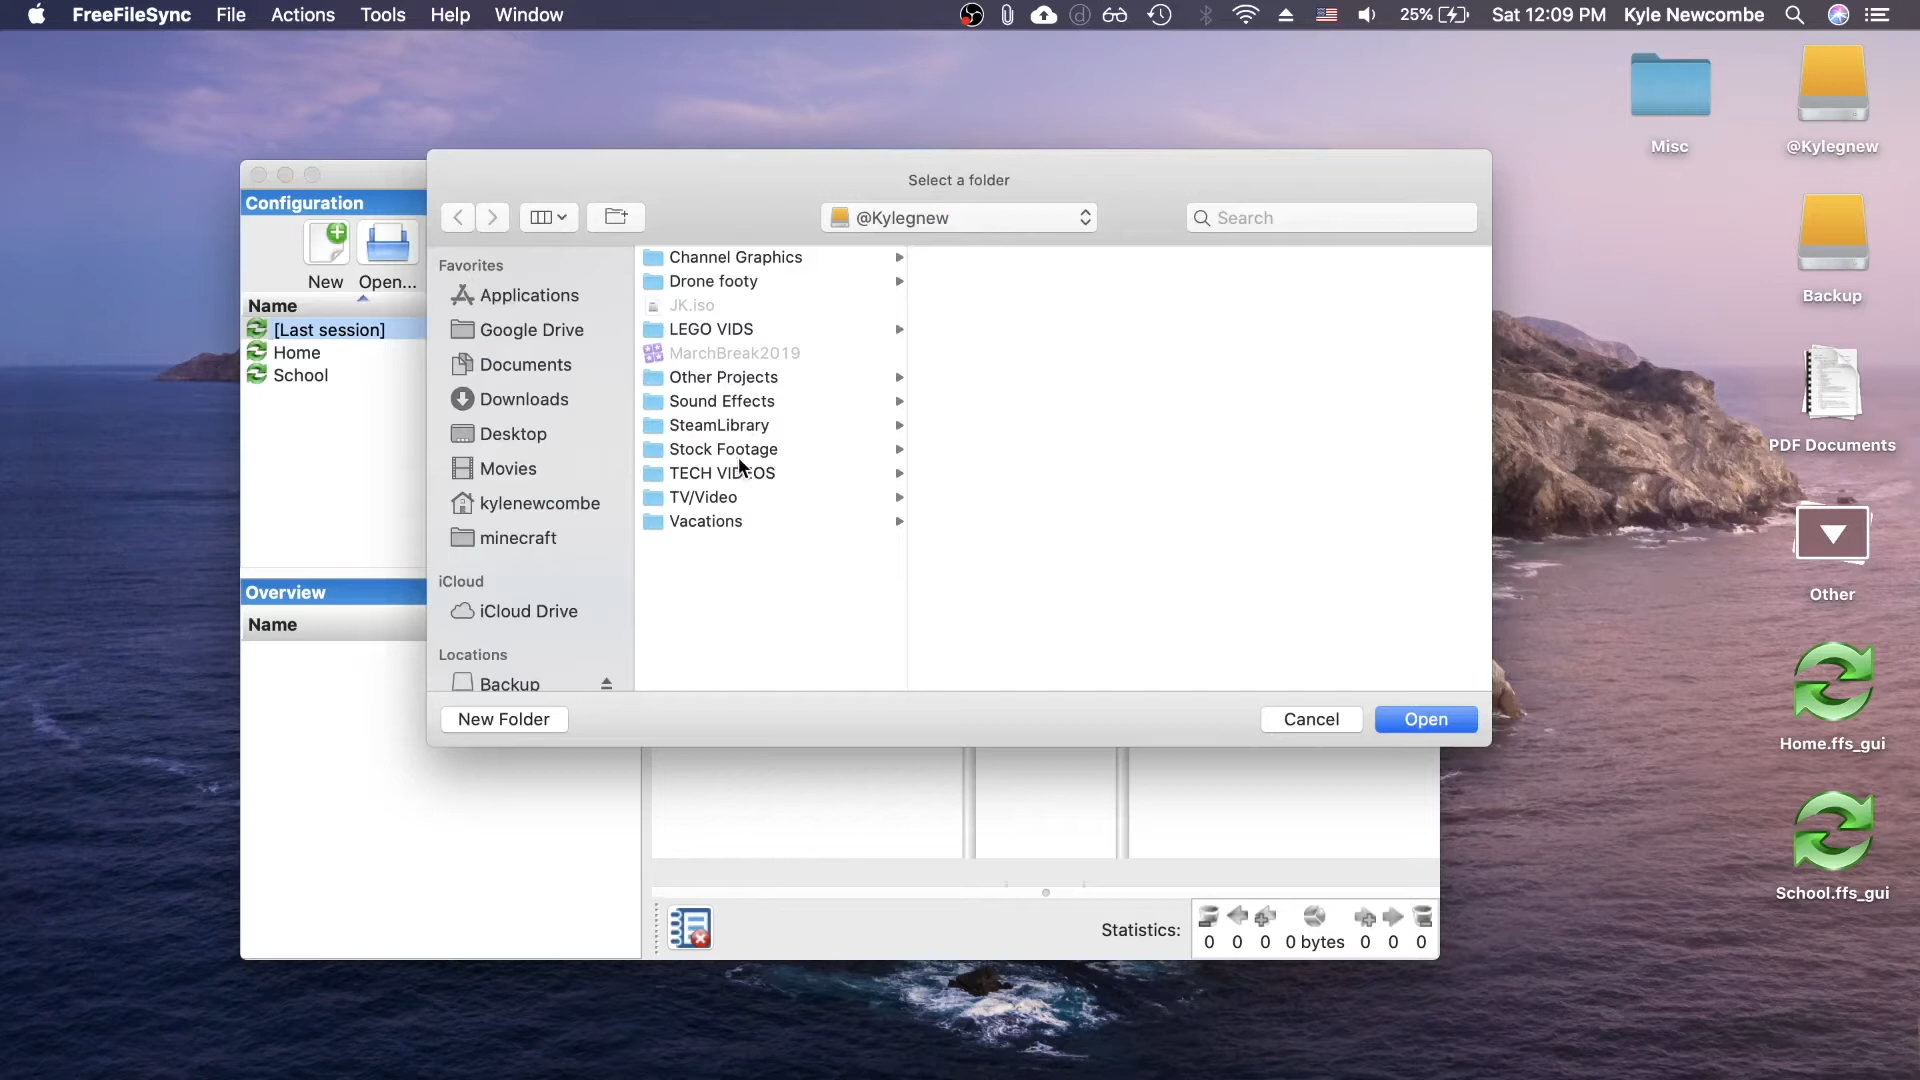 FreeFileSync File Actions Tools Help Window 25% Sat 12:09 PM Kyle Newcombe
Misc
@Kylegnew
Backup
PDF Documents
Other
Home.ffs_gui
School.ffs_gui
Configuration
New Open...
Name
[Last session]
Home
School
Overview
Name
Select a folder
@Kylegnew
Search
Favorites
Applications
Google Drive
Documents
Downloads
Desktop
Movies
kylenewcombe
minecraft
iCloud
iCloud Drive
Locations
Backup
Channel Graphics
Drone footy
JK.iso
LEGO VIDS
MarchBreak2019
Other Projects
Sound Effects
SteamLibrary
Stock Footage
TECH VIDEOS
TV/Video
Vacations
New Folder Cancel Open
Statistics:
0 0 0 0 bytes 0 0 0